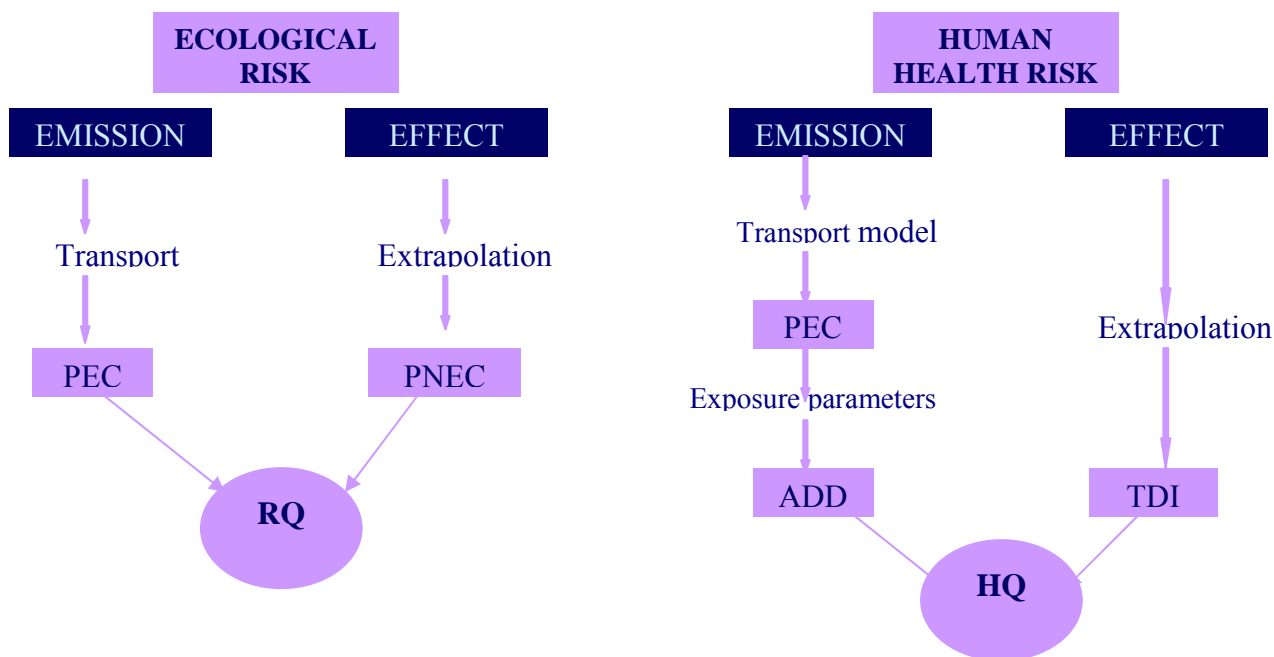 ECOLOGICAL
RISK
EMISSION
EFFECT
Transport
Extrapolation
PEC
PNEC
RQ
HUMAN
HEALTH RISK
EMISSION
EFFECT
Transport model
PEC
Extrapolation
Exposure parameters
ADD
TDI
HQ